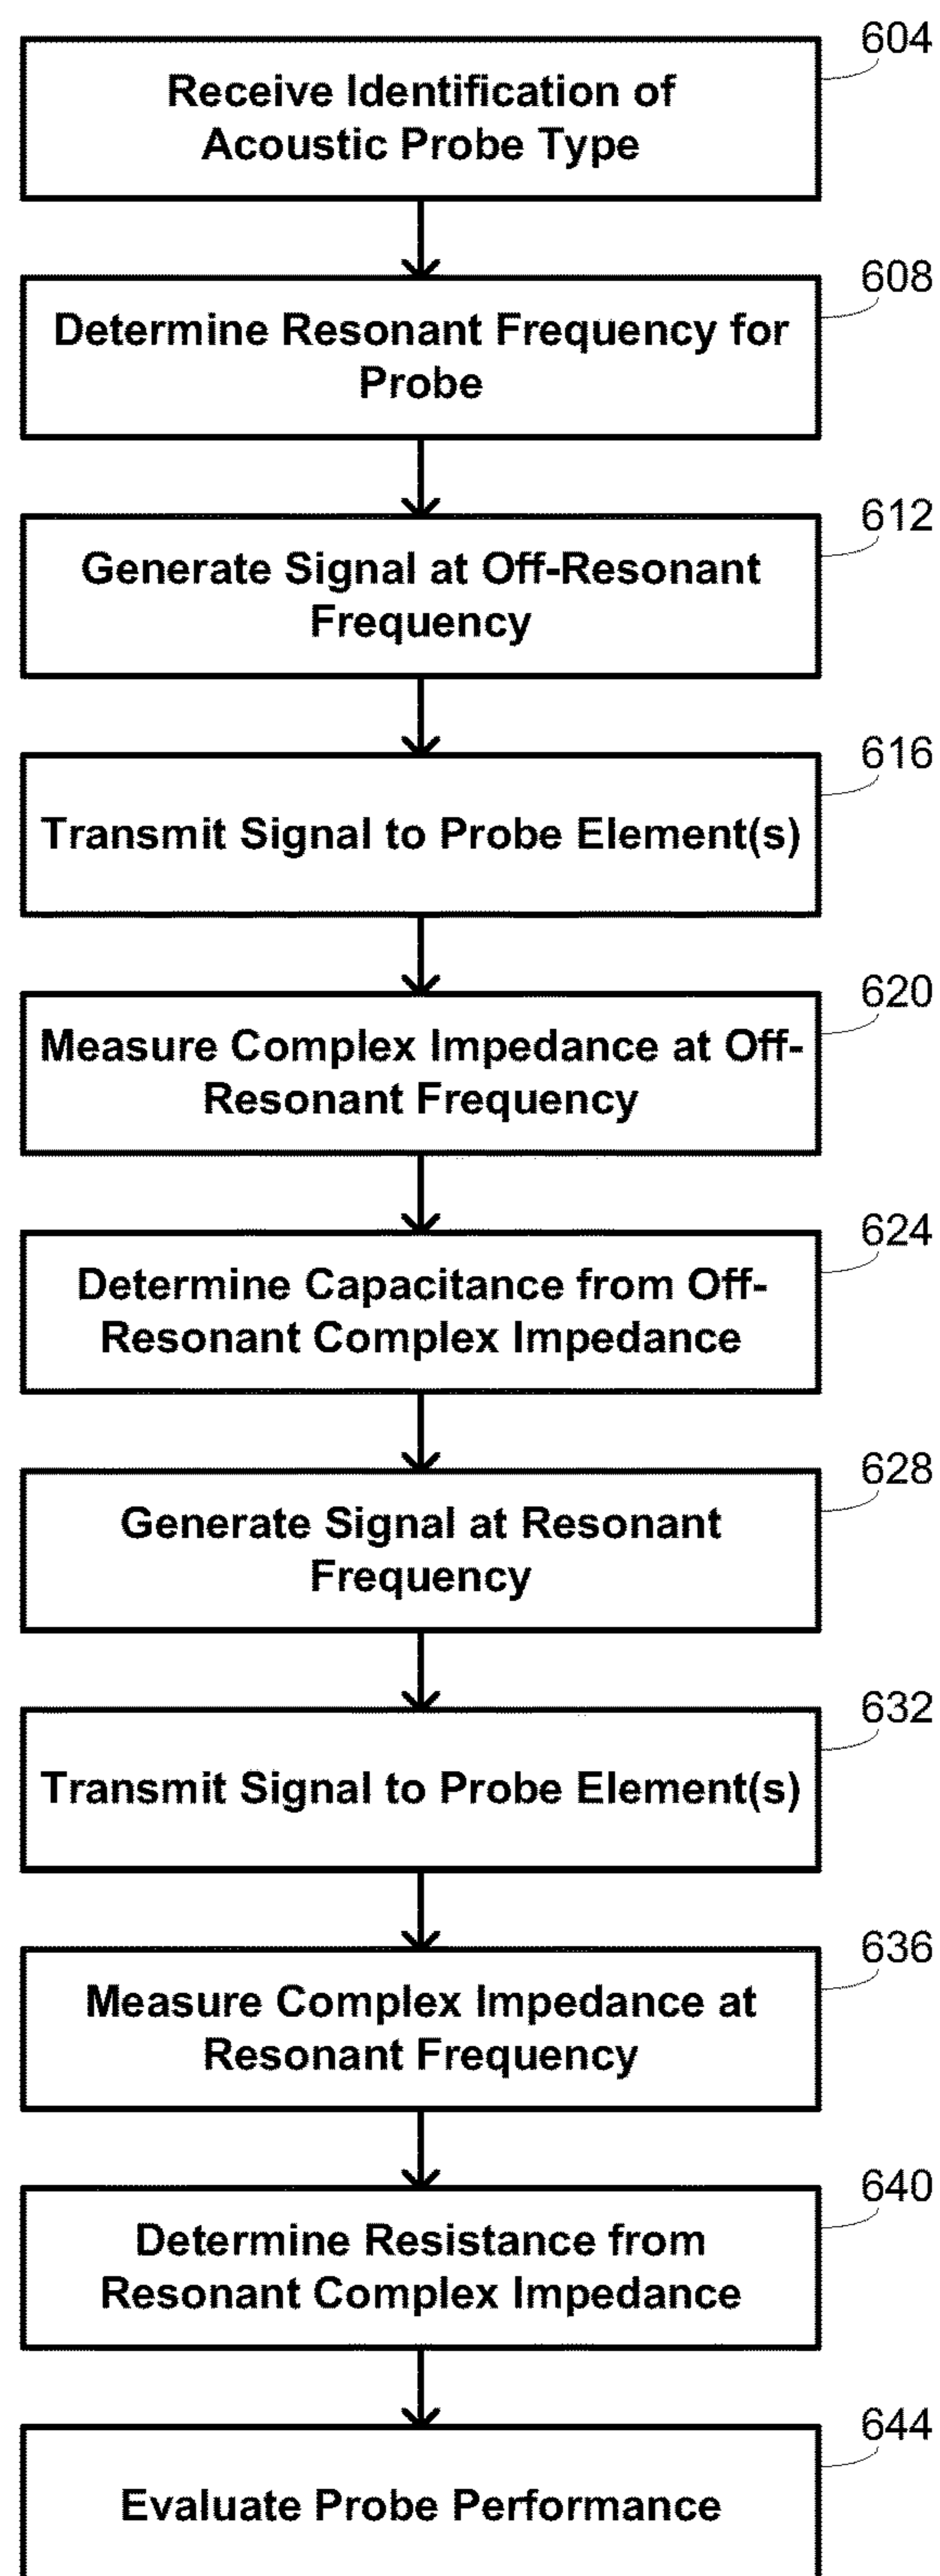 604
Receive Identification of
Acoustic Probe Type
608
Determine Resonant Frequency for
Probe
612
Generate Signal at Off-Resonant
Frequency
616
Transmit Signal to Probe Element(s)
620
Measure Complex Impedance at Off-
Resonant Frequency
624
Determine Capacitance from Off-
Resonant Complex Impedance
628
Generate Signal at Resonant
Frequency
632
Transmit Signal to Probe Element(s)
636
Measure Complex Impedance at
Resonant Frequency
640
Determine Resistance from
Resonant Complex Impedance
644
Evaluate Probe Performance